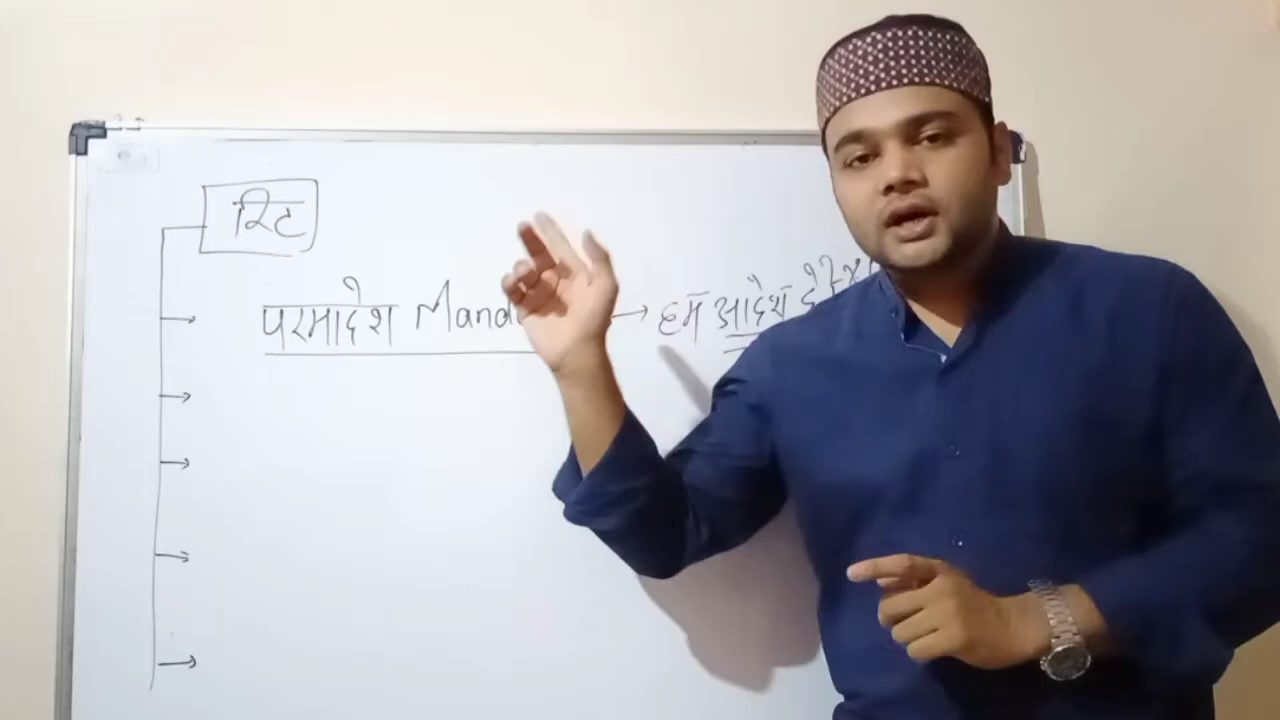 रिट
परमादेश Mand → हम आदेश दे